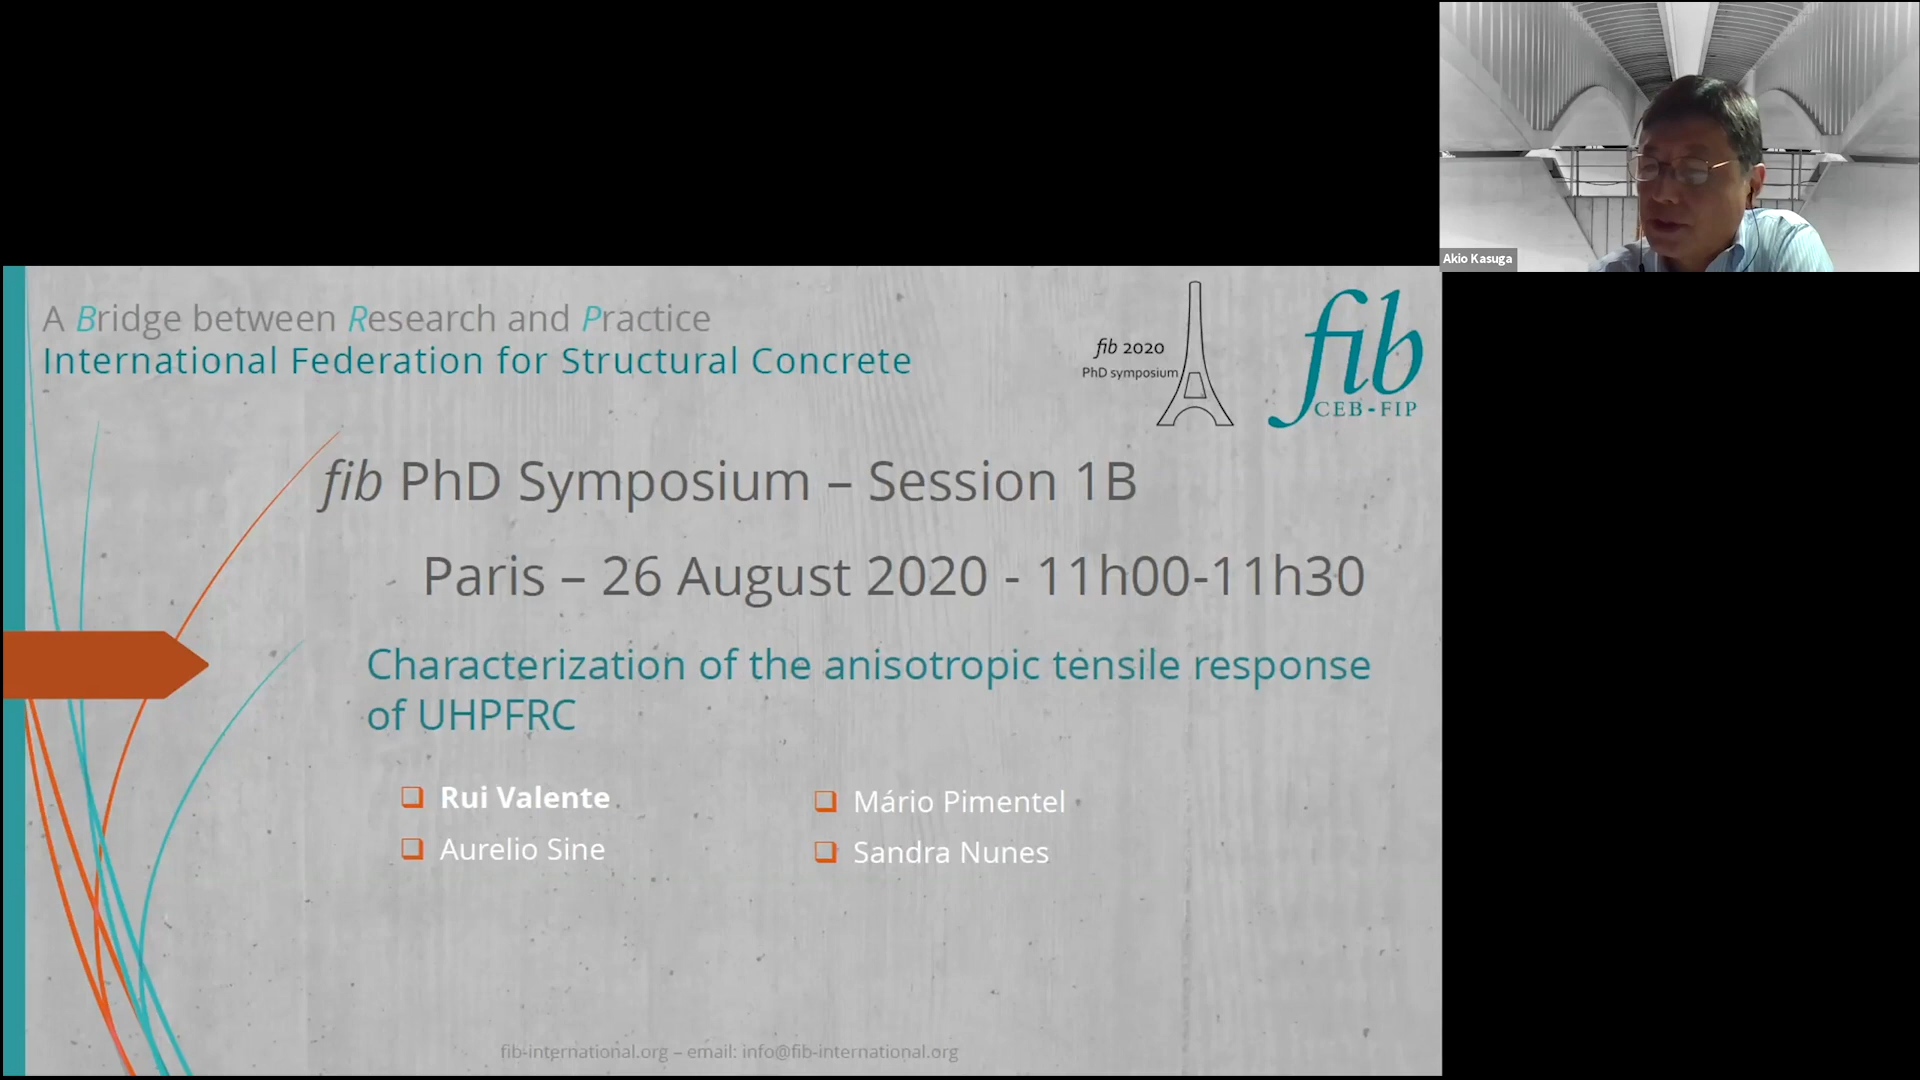 Akio Kasuga
A Bridge between Research and Practice
International Federation for Structural Concrete
fib 2020
PhD symposium
fib
CEB-FIP
fib PhD Symposium – Session 1B
Paris – 26 August 2020 - 11h00-11h30
Characterization of the anisotropic tensile response
of UHPFRC
Rui Valente
Mário Pimentel
Aurelio Sine
Sandra Nunes
fib-international.org – email: info@fib-international.org